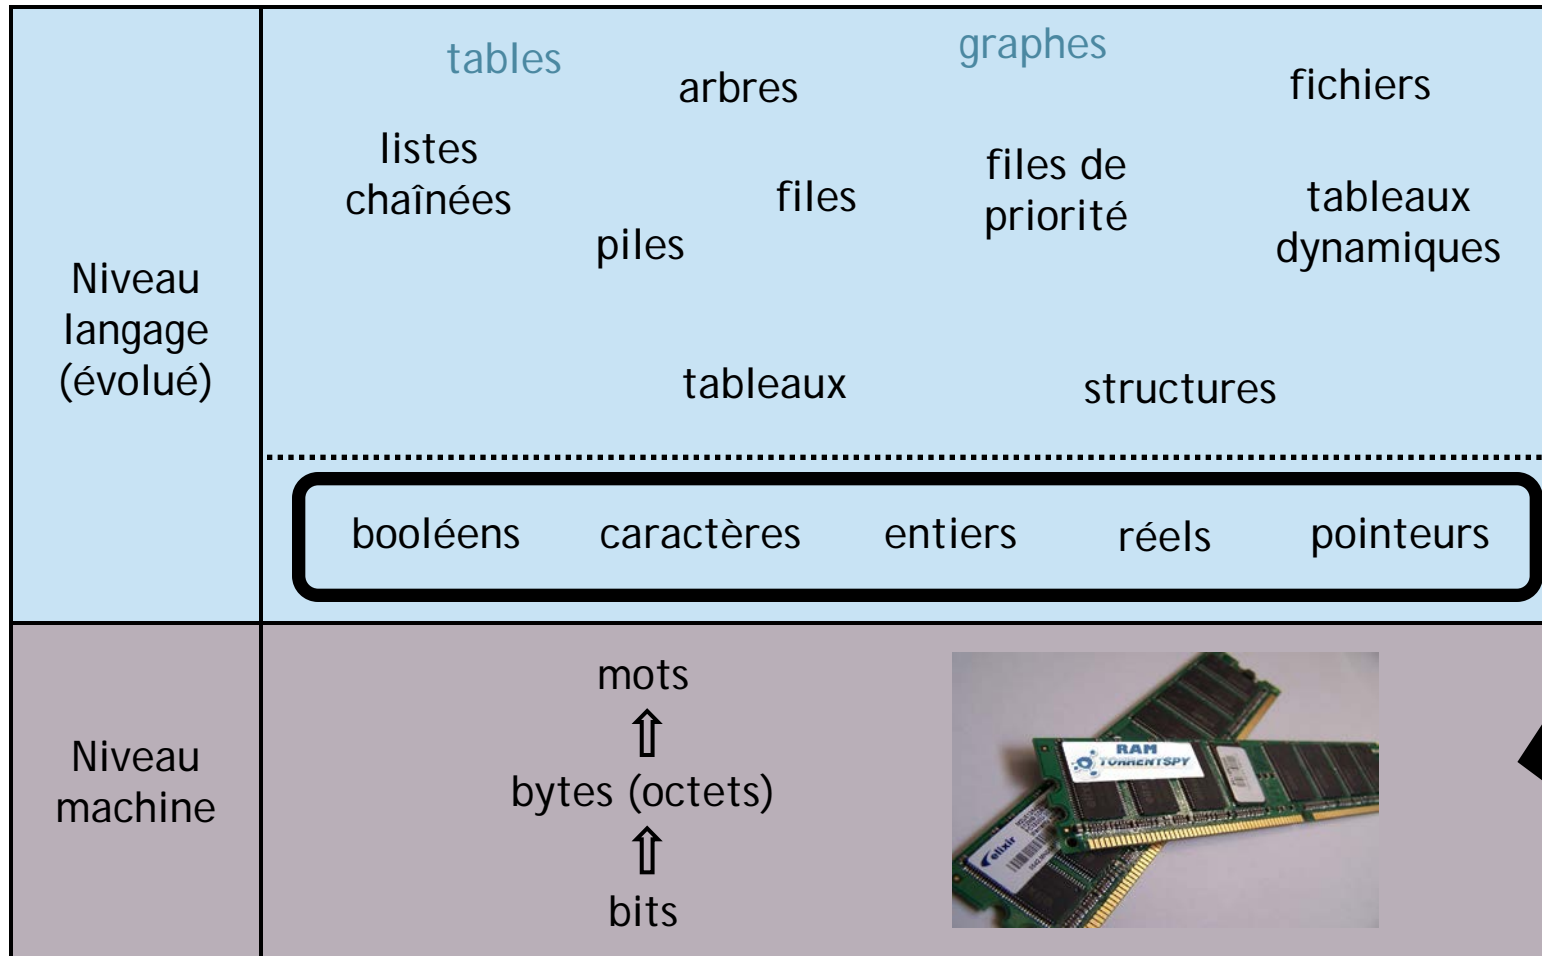 tables
graphes
arbres
fichiers
listes
chaînées
files
files de
priorité
tableaux
dynamiques
piles
Niveau
langage
(évolué)
tableaux
structures
booléens
caractères
entiers
réels
pointeurs
Niveau
machine
mots
bytes (octets)
bits
RAM
TORRENTSPY
elixir